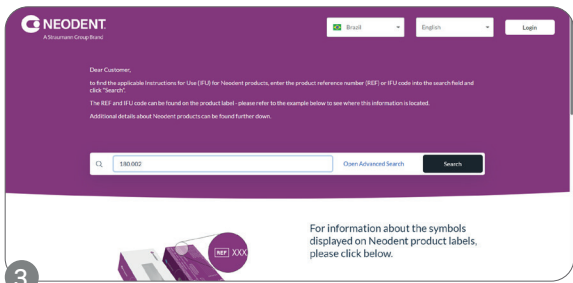 NEODENT.
A Straumann Group Brand
Brazil
English
Login
Dear Customer,
to find the applicable Instructions for Use (IFU) for Neodent products, enter the product reference number (REF) or IFU code into the search field and
click "Search".
The REF and IFU code can be found on the product label - please refer to the example below to see where this information is located.
Additional details about Neodent products can be found further down.
180.002
Open Advanced Search
Search
For information about the symbols
displayed on Neodent product labels,
please click below.
REF XXX
3